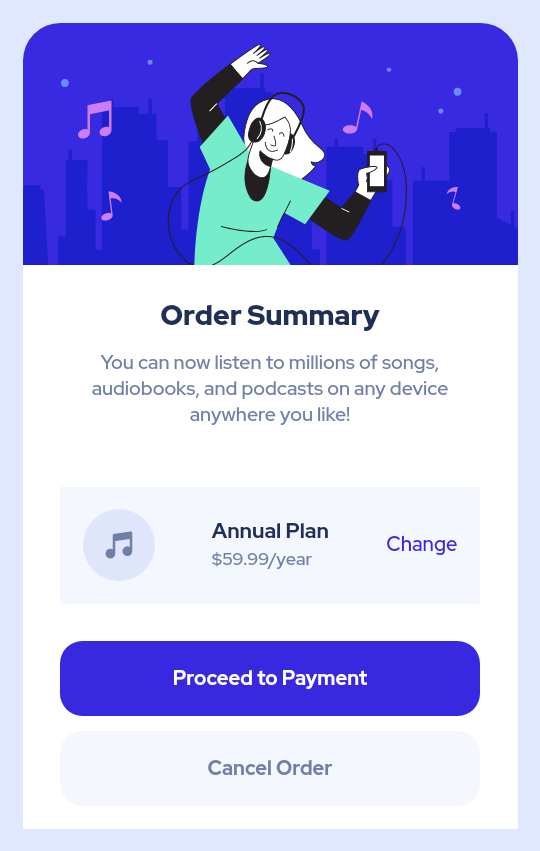 Order Summary
You can now listen to millions of songs,
audiobooks, and podcasts on any device
anywhere you like!
Annual Plan
$59.99/year
Change
Proceed to Payment
Cancel Order